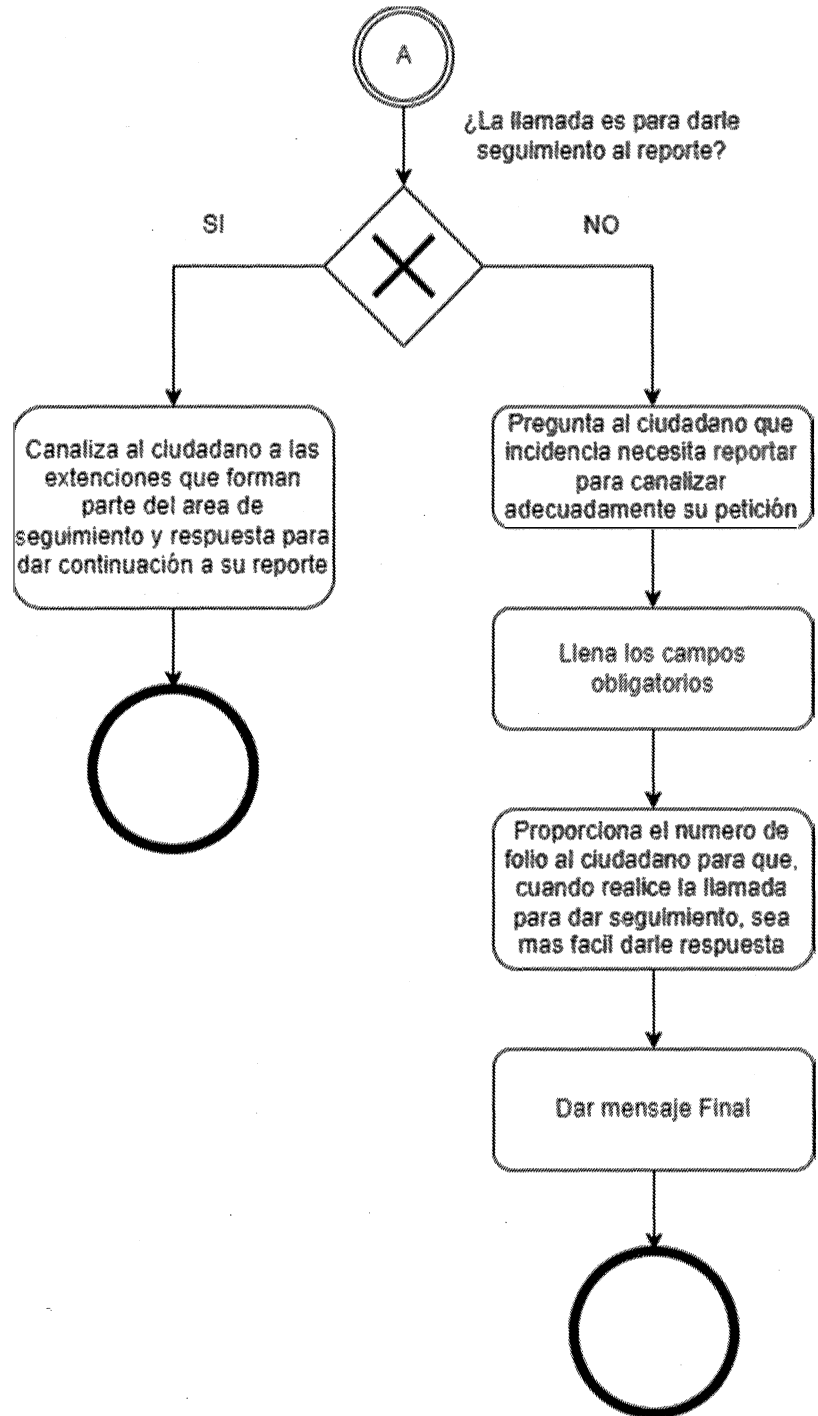 A
¿La llamada es para darle
seguimiento al reporte?
SI
NO
Canaliza al ciudadano a las
extenciones que forman
parte del area de
seguimiento y respuesta para
dar continuación a su reporte
Pregunta al ciudadano que
incidencia necesita reportar
para canalizar
adecuadamente su petición
Llena los campos
obligatorios
Proporciona el numero de
folio al ciudadano para que,
cuando realice la llamada
para dar seguimiento, sea
mas facil darle respuesta
Dar mensaje Final